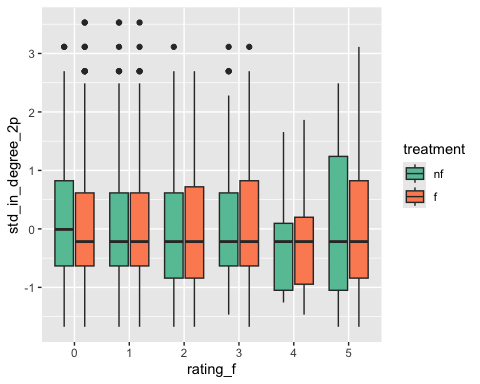 std_in_degree_2p
3
2
1
0
-1
0 1 2 3 4 5
rating_f
treatment
nf
f